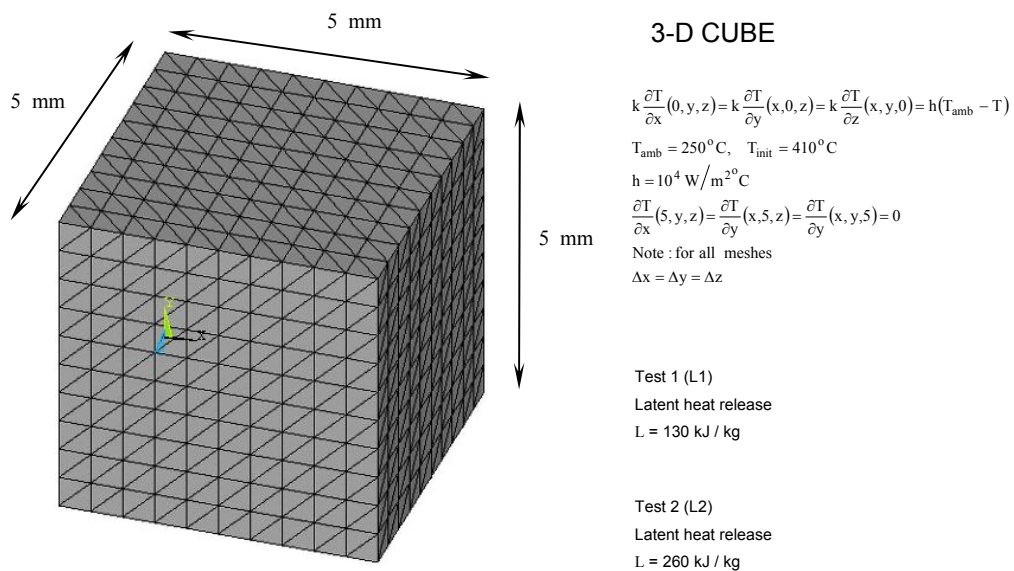 5 mm
5 mm
5 mm
x
3-D CUBE
k ∂T/∂x (0, y, z) = k ∂T/∂y (x, 0, z) = k ∂T/∂z (x, y, 0) = h(T_amb − T)
T_amb = 250°C, T_init = 410°C
h = 10⁴ W/m²°C
∂T/∂x (5, y, z) = ∂T/∂y (x, 5, z) = ∂T/∂y (x, y, 5) = 0
Note : for all meshes
Δx = Δy = Δz
Test 1 (L1)
Latent heat release
L = 130 kJ / kg
Test 2 (L2)
Latent heat release
L = 260 kJ / kg